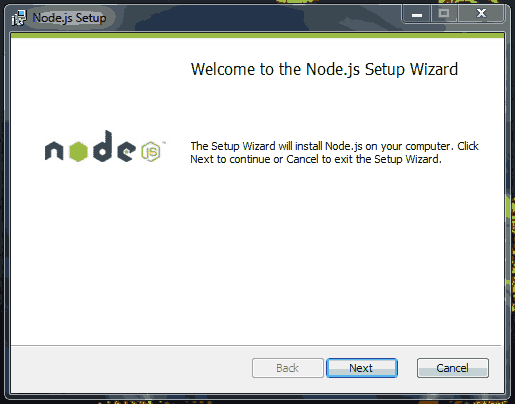 Node.js Setup
Welcome to the Node.js Setup Wizard
node JS
The Setup Wizard will install Node.js on your computer. Click
Next to continue or Cancel to exit the Setup Wizard.
Back Next Cancel